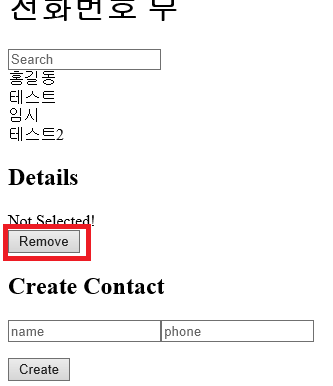 전화번호 부
Search
홍길동
테스트
임시
테스트2
Details
Not Selected!
Remove
Create Contact
name phone
Create